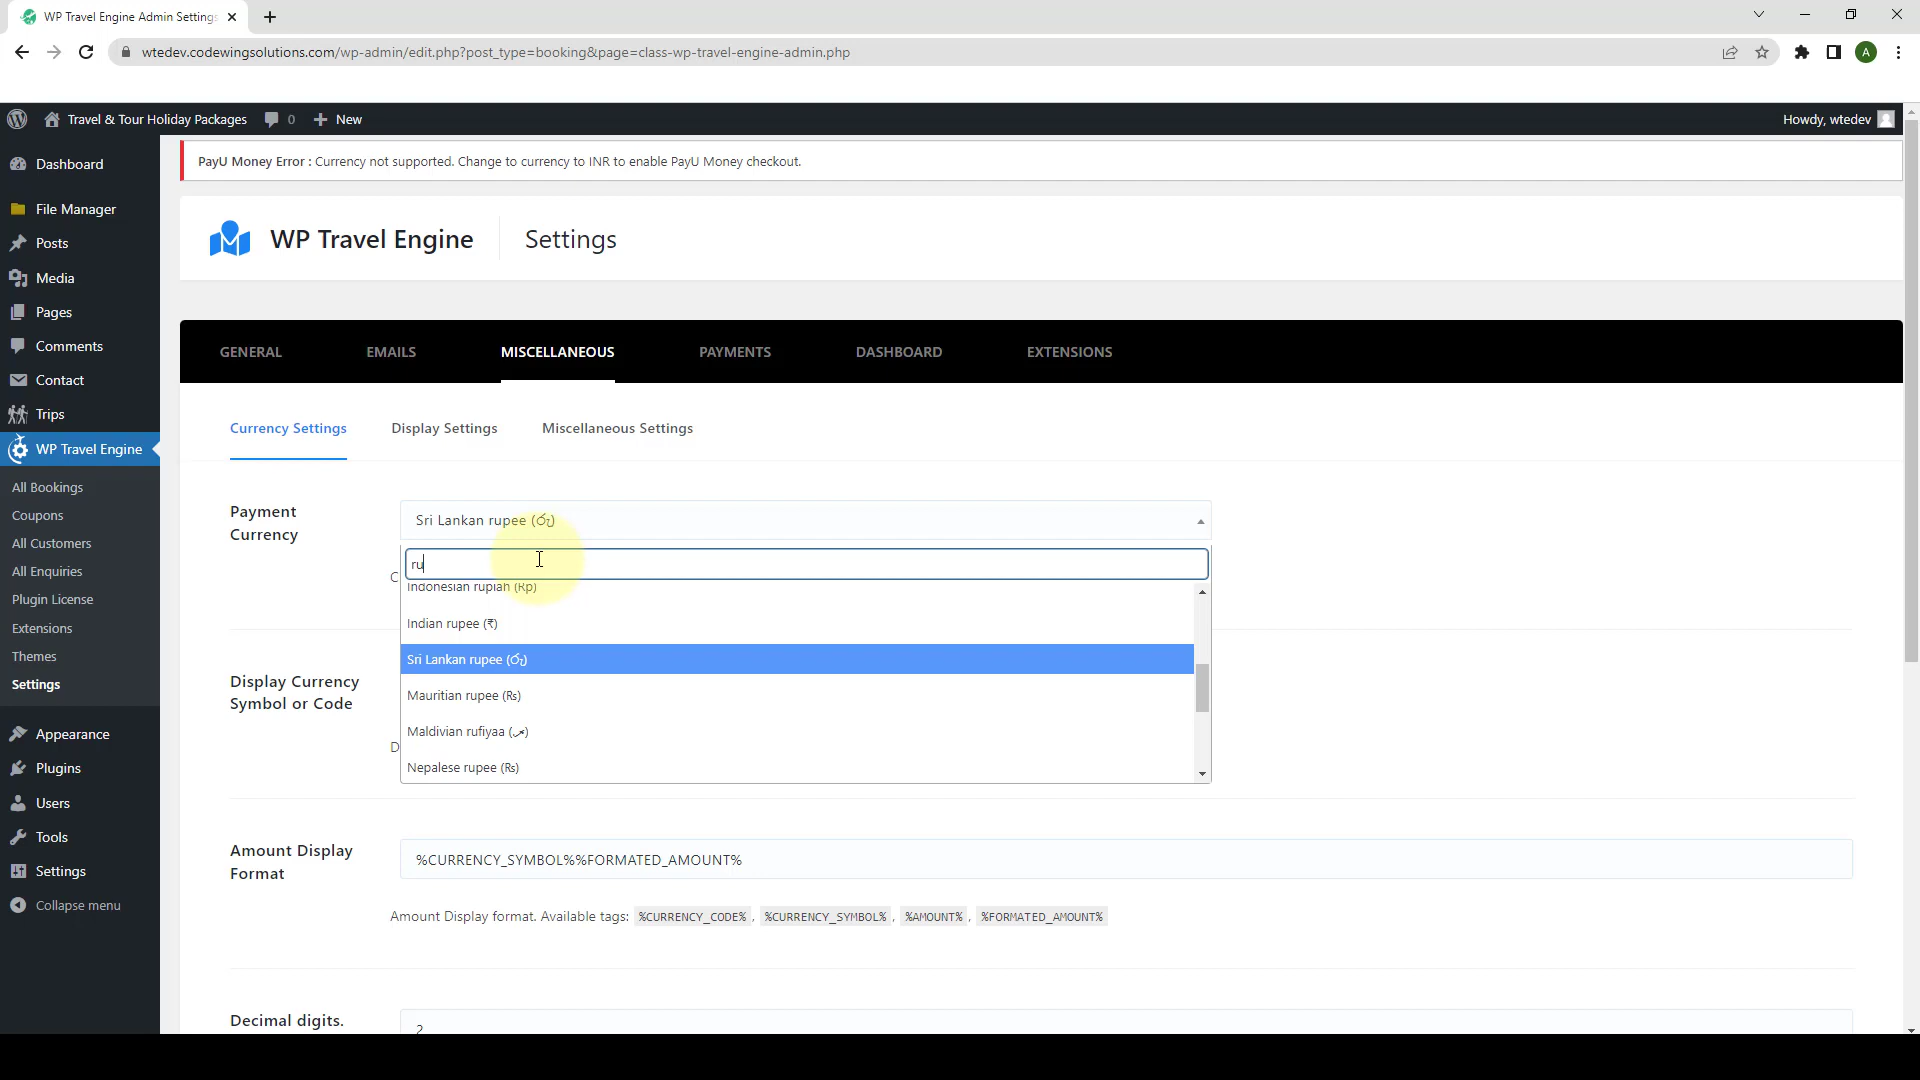 WP Travel Engine Admin Settings
wtedev.codewingsolutions.com/wp-admin/edit.php?post_type=booking&page=class-wp-travel-engine-admin.php
A
Travel & Tour Holiday Packages
0
New
Howdy, wtedev
Dashboard
File Manager
Posts
Media
Pages
Comments
Contact
Trips
WP Travel Engine
All Bookings
Coupons
All Customers
All Enquiries
Plugin License
Extensions
Themes
Settings
Appearance
Plugins
Users
Tools
Settings
Collapse menu
PayU Money Error : Currency not supported. Change to currency to INR to enable PayU Money checkout.
WP Travel Engine
Settings
GENERAL
EMAILS
MISCELLANEOUS
PAYMENTS
DASHBOARD
EXTENSIONS
Currency Settings
Display Settings
Miscellaneous Settings
Payment
Currency
Sri Lankan rupee (රු)
ru
C
Indonesian rupiah (Rp)
Indian rupee (₹)
Sri Lankan rupee (රු)
Mauritian rupee (₨)
Maldivian rufiyaa (.ރ)
Nepalese rupee (₨)
Display Currency
Symbol or Code
D
Amount Display
Format
%CURRENCY_SYMBOL%%FORMATED_AMOUNT%
Amount Display format. Available tags: %CURRENCY_CODE%, %CURRENCY_SYMBOL%, %AMOUNT%, %FORMATED_AMOUNT%
Decimal digits.
2